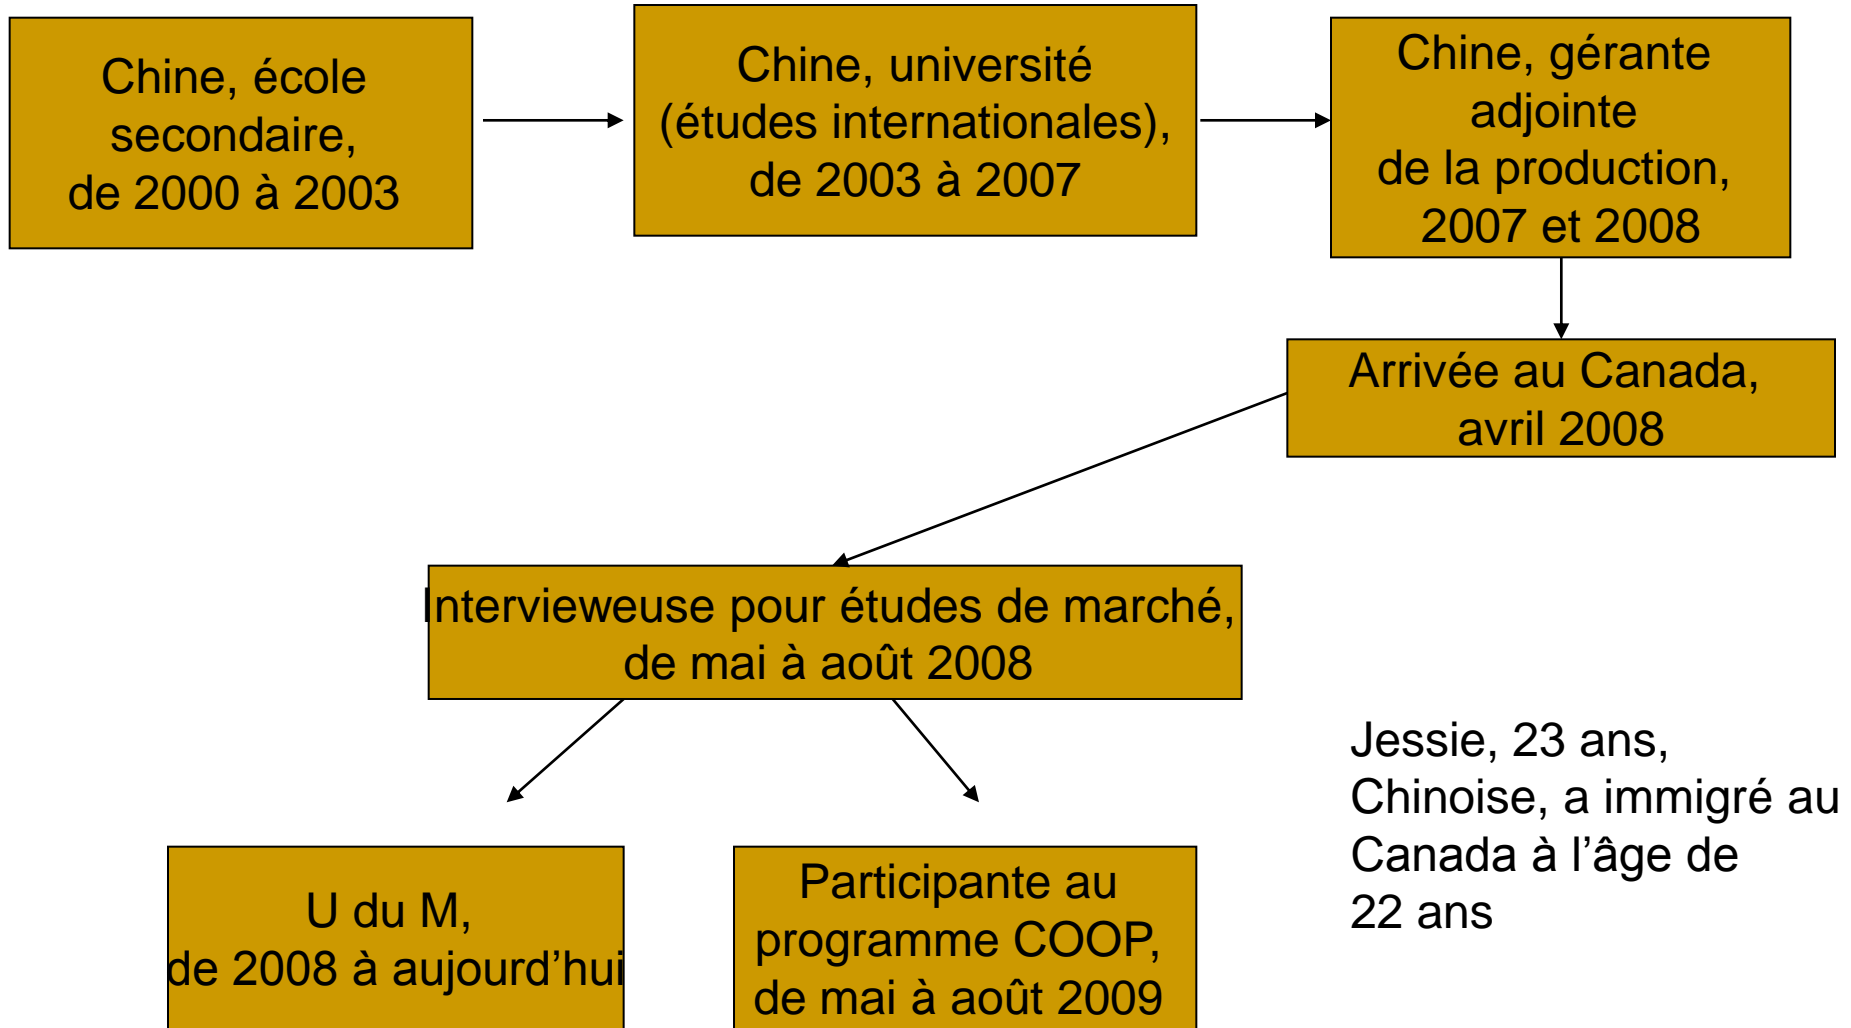 Chine, école
secondaire,
de 2000 à 2003
Chine, université
(études internationales),
de 2003 à 2007
Chine, gérante
adjointe
de la production,
2007 et 2008
Arrivée au Canada,
avril 2008
Intervieweuse pour études de marché,
de mai à août 2008
U du M,
de 2008 à aujourd’hui
Participante au
programme COOP,
de mai à août 2009
Jessie, 23 ans,
Chinoise, a immigré au
Canada à l’âge de
22 ans